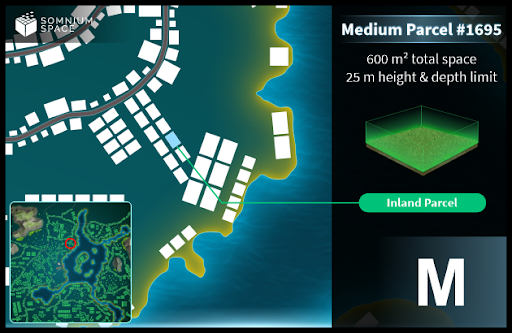 SOMNIUM
SPACE
Medium Parcel #1695
600 m² total space
25 m height & depth limit
Inland Parcel
M